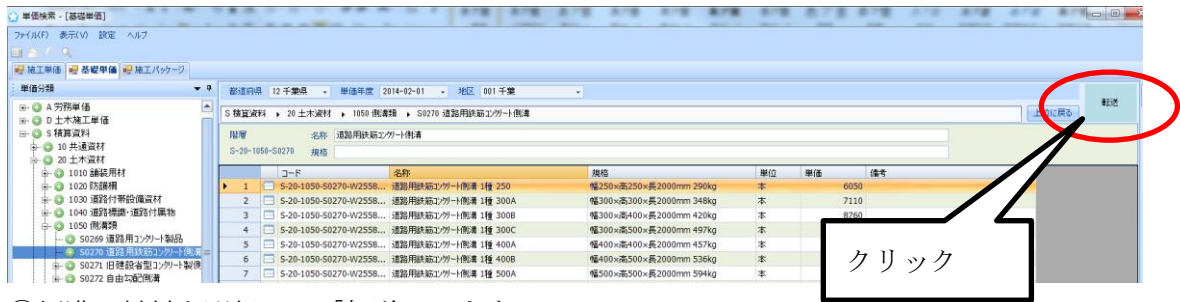 単価検索 - [基礎単価]
ファイル(F) 表示(V) 設定 ヘルプ
施工単価 基礎単価 施工パッケージ
単価分類
都道府県 12 千葉県 単価年度 2014-02-01 地区 001 千葉
転送
S 積算資料 ▸ 20 土木資材 ▸ 1050 側溝類 ▸ S0270 道路用鉄筋コンクリート側溝
上位に戻る
階層 名称 道路用鉄筋コンクリート側溝
S-20-1050-S0270 規格
A 労務単価
D 土木施工単価
S 積算資料
10 共通資材
20 土木資材
1010 舗装用材
1020 防護柵
1030 道路付帯設備資材
1040 道路標識・道路付属物
1050 側溝類
S0269 道路用コンクリート製品
S0270 道路用鉄筋コンクリート側溝
S0271 旧建設省型コンクリート製側
S0272 自由勾配側溝
コード 名称 規格 単位 単価 備考
1 S-20-1050-S0270-W2558... 道路用鉄筋コンクリート側溝 1種 250 幅250×高250×長2000mm 290kg 本 6050
2 S-20-1050-S0270-W2558... 道路用鉄筋コンクリート側溝 1種 300A 幅300×高300×長2000mm 348kg 本 7110
3 S-20-1050-S0270-W2558... 道路用鉄筋コンクリート側溝 1種 300B 幅300×高400×長2000mm 420kg 本 8760
4 S-20-1050-S0270-W2558... 道路用鉄筋コンクリート側溝 1種 300C 幅300×高500×長2000mm 497kg 本
5 S-20-1050-S0270-W2558... 道路用鉄筋コンクリート側溝 1種 400A 幅400×高400×長2000mm 457kg 本
6 S-20-1050-S0270-W2558... 道路用鉄筋コンクリート側溝 1種 400B 幅400×高500×長2000mm 536kg 本
7 S-20-1050-S0270-W2558... 道路用鉄筋コンクリート側溝 1種 500A 幅500×高500×長2000mm 594kg 本
クリック